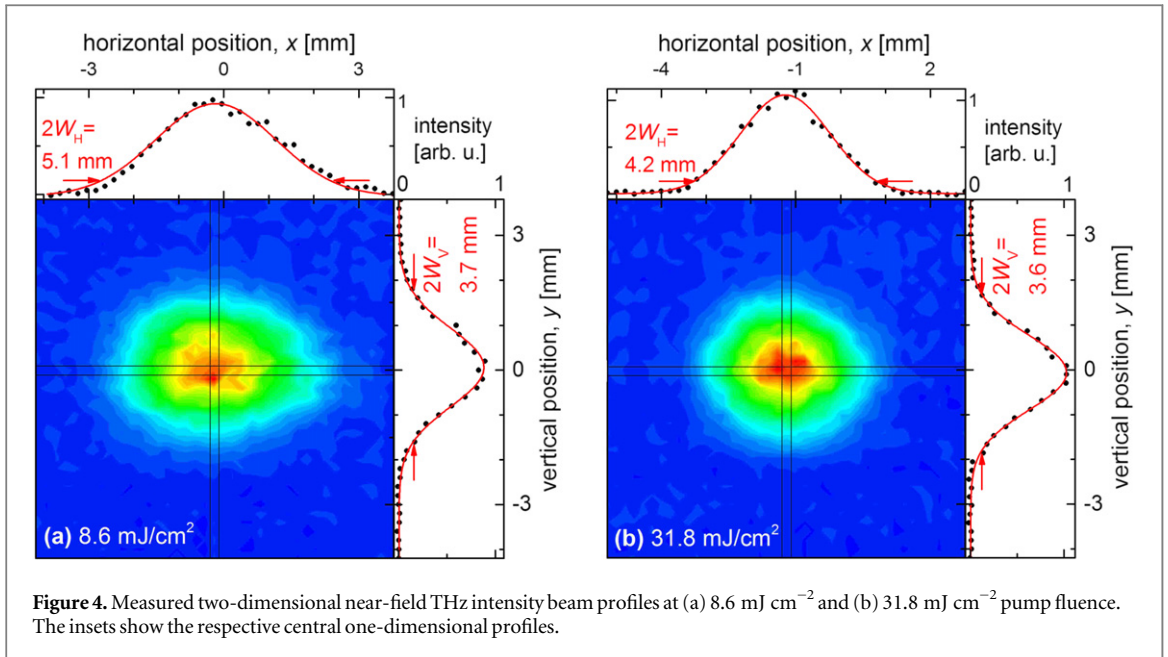 horizontal position, x [mm]
-3 0 3
2W_H=
5.1 mm
1
intensity
[arb. u.]
0 1
2W_V=
3.7 mm
3
0
-3
vertical position, y [mm]
(a) 8.6 mJ/cm²
horizontal position, x [mm]
-4 -1 2
2W_H=
4.2 mm
1
intensity
[arb. u.]
0 1
2W_V=
3.6 mm
3
0
-3
vertical position, y [mm]
(b) 31.8 mJ/cm²
Figure 4. Measured two-dimensional near-field THz intensity beam profiles at (a) 8.6 mJ cm⁻² and (b) 31.8 mJ cm⁻² pump fluence.
The insets show the respective central one-dimensional profiles.